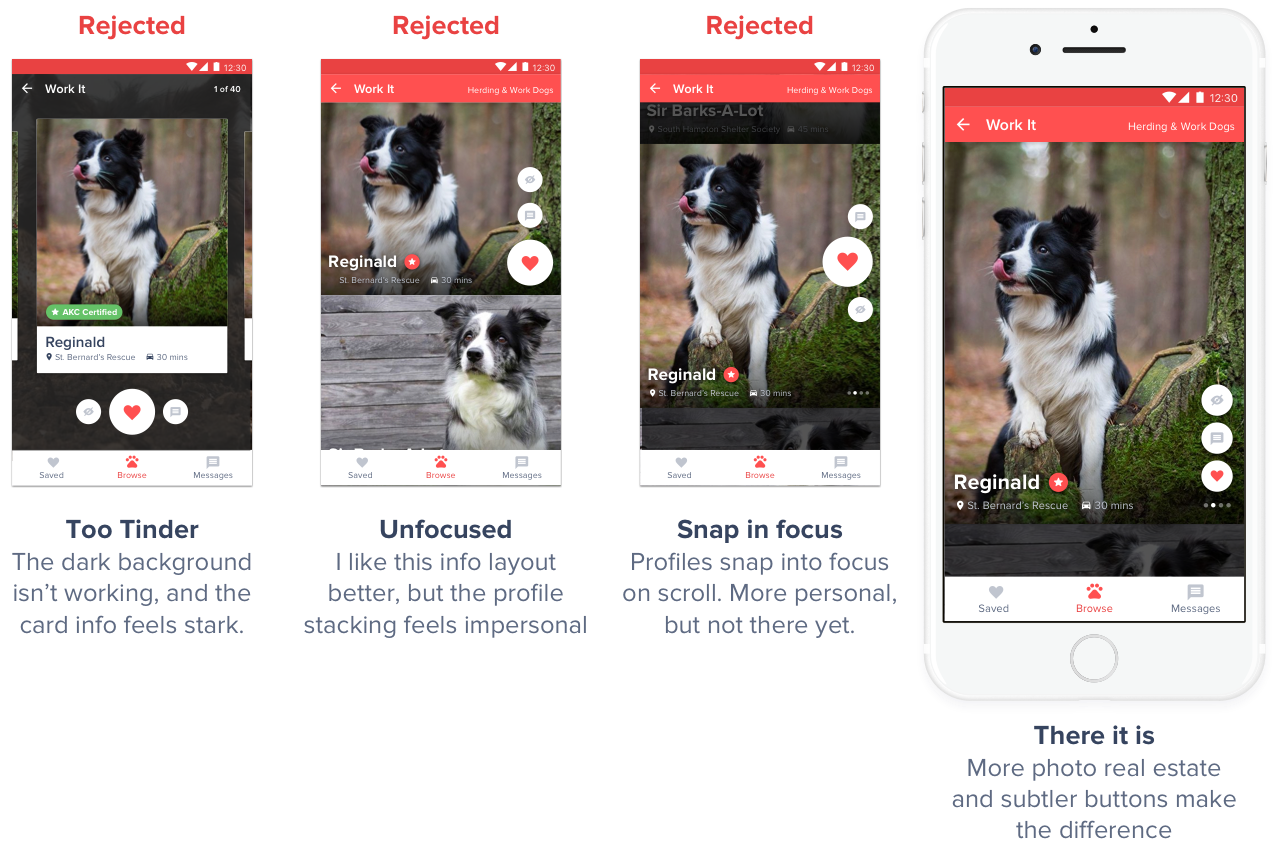 Rejected
12:30
Work It
1 of 40
AKC Certified
Reginald
St. Bernard's Rescue 30 mins
Saved Browse Messages
Too Tinder
The dark background
isn’t working, and the
card info feels stark.
Rejected
12:30
Work It
Herding & Work Dogs
Reginald
St. Bernard's Rescue 30 mins
Saved Browse Messages
Unfocused
I like this info layout
better, but the profile
stacking feels impersonal
Rejected
12:30
Work It
Herding & Work Dogs
Sir Barks-A-Lot
South Hampton Shelter Society 45 mins
Reginald
St. Bernard's Rescue 30 mins
Saved Browse Messages
Snap in focus
Profiles snap into focus
on scroll. More personal,
but not there yet.
12:30
Work It
Herding & Work Dogs
Reginald
St. Bernard's Rescue 30 mins
Saved Browse Messages
There it is
More photo real estate
and subtler buttons make
the difference